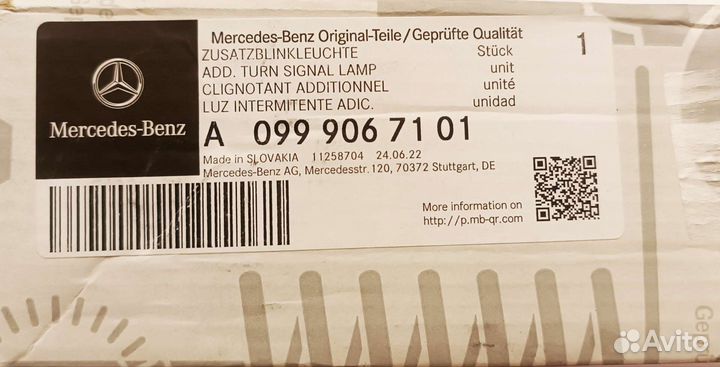 Mercedes-Benz Original-Teile/Geprüfte Qualität
ZUSATZBLINKLEUCHTE Stück 1
ADD. TURN SIGNAL LAMP unit
CLIGNOTANT ADDITIONNEL unité
LUZ INTERMITENTE ADIC. unidad
Mercedes-Benz
A 099 906 71 01
Made in SLOVAKIA 11258704 24.06.22
Mercedes-Benz AG, Mercedesstr. 120, 70372 Stuttgart, DE
More information on
http://p.mb-qr.com
Avito